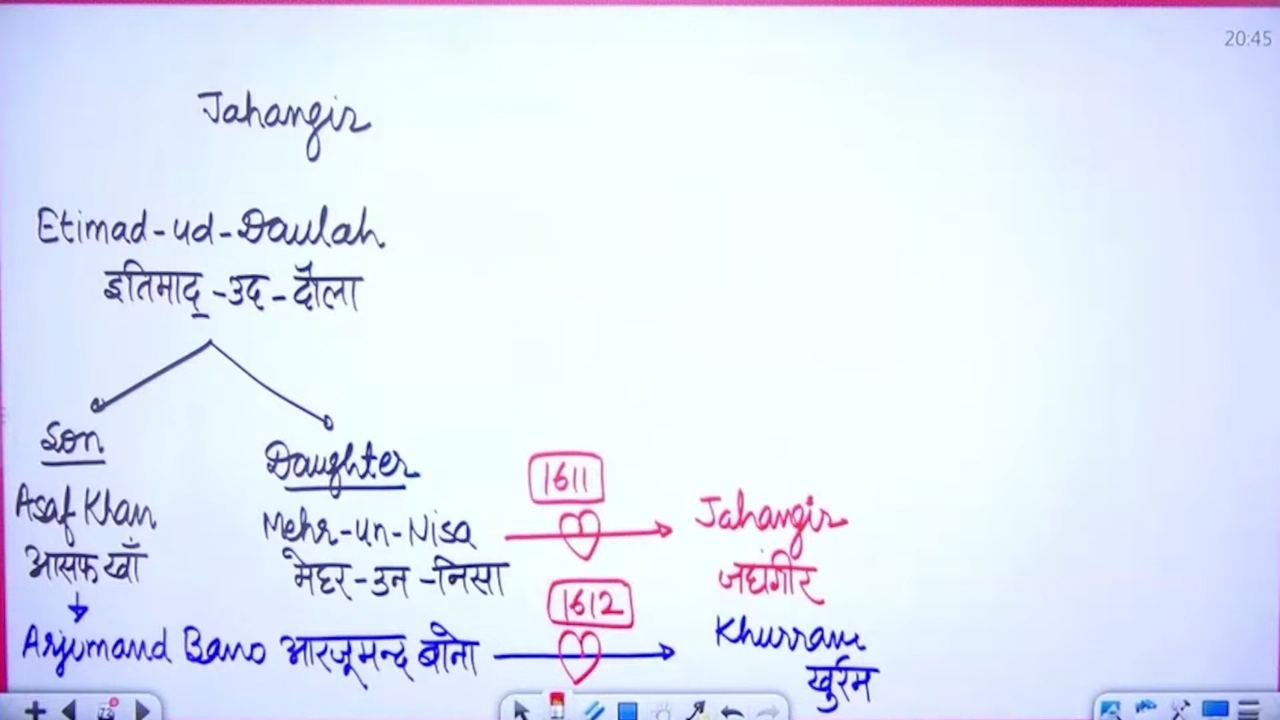 20:45
Jahangir
Etimad-ud-Daulah
इतिमाद्-उद-दौला
Son
Daughter
1611
Asaf Khan
Mehr-un-Nisa
Jahangir
आसफ खाँ
मेहर-उन-निसा
जहांगीर
1612
Arjumand Bano आरजूमन्द बानो
Khurram
खुर्रम